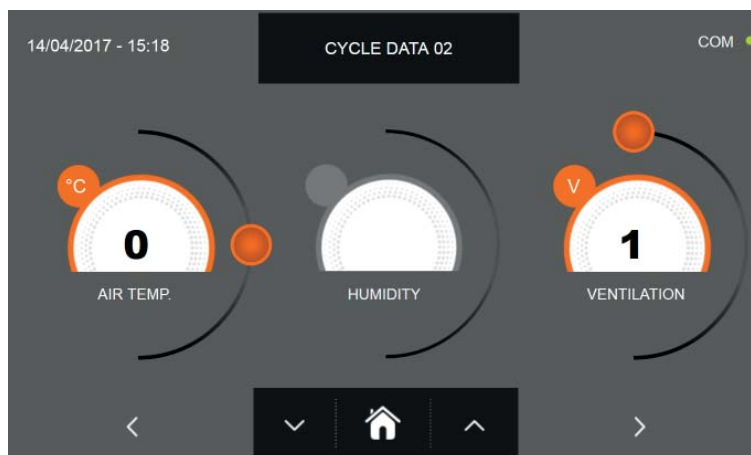 14/04/2017 - 15:18
CYCLE DATA 02
COM
°C
V
0
1
AIR TEMP.
HUMIDITY
VENTILATION